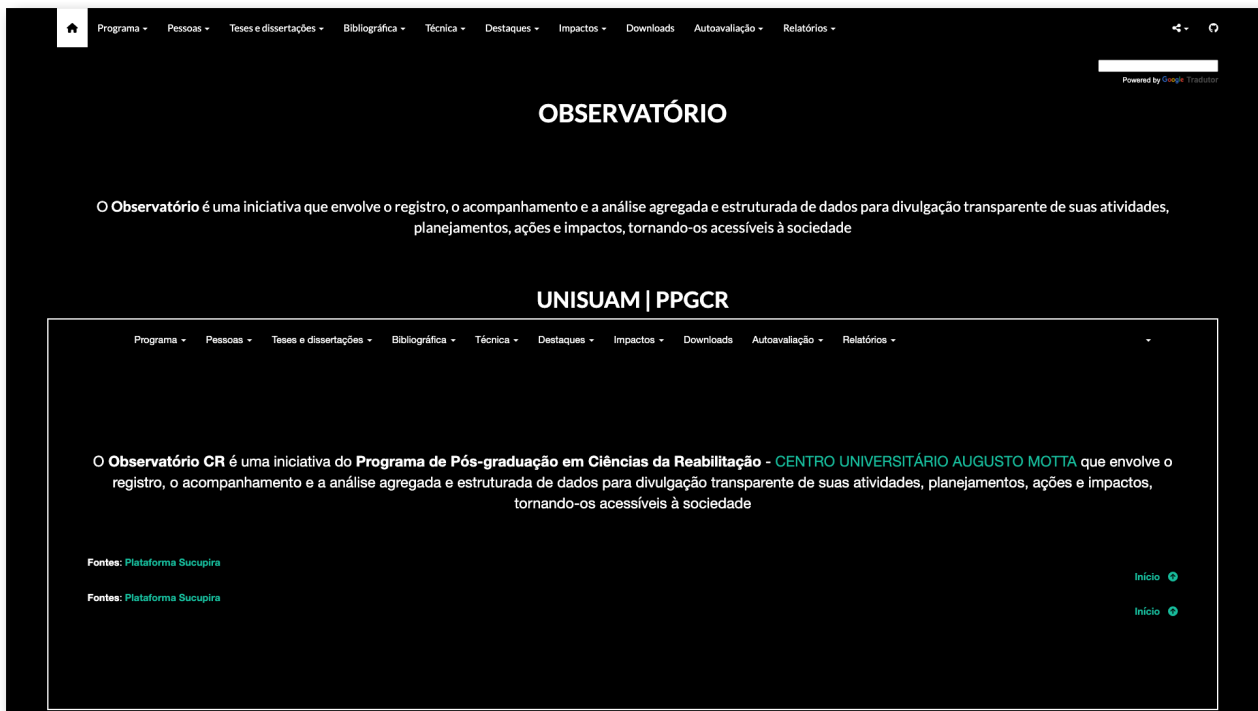 Programa Pessoas Teses e dissertações Bibliográfica Técnica Destaques Impactos Downloads Autoavaliação Relatórios
Powered by Google Tradutor
OBSERVATÓRIO
O Observatório é uma iniciativa que envolve o registro, o acompanhamento e a análise agregada e estruturada de dados para divulgação transparente de suas atividades,
planejamentos, ações e impactos, tornando-os acessíveis à sociedade
UNISUAM | PPGCR
Programa Pessoas Teses e dissertações Bibliográfica Técnica Destaques Impactos Downloads Autoavaliação Relatórios
O Observatório CR é uma iniciativa do Programa de Pós-graduação em Ciências da Reabilitação - CENTRO UNIVERSITÁRIO AUGUSTO MOTTA que envolve o
registro, o acompanhamento e a análise agregada e estruturada de dados para divulgação transparente de suas atividades, planejamentos, ações e impactos,
tornando-os acessíveis à sociedade
Fontes: Plataforma Sucupira
Início
Fontes: Plataforma Sucupira
Início